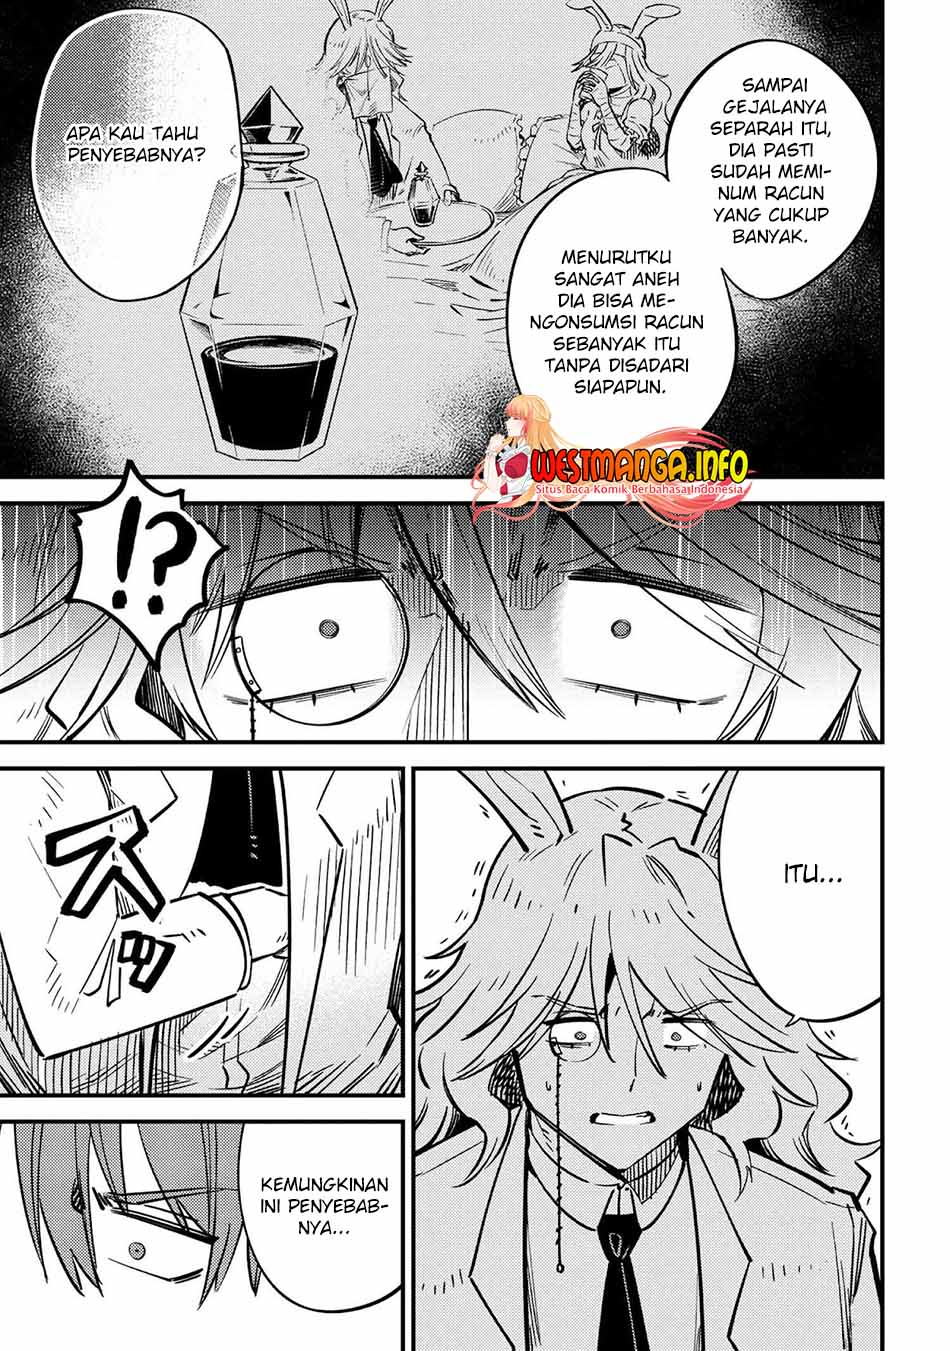 SAMPAI
GEJALANYA
SEPARAH ITU,
DIA PASTI
SUDAH MEMI-
NUM RACUN
YANG CUKUP
BANYAK.
MENURUTKU
SANGAT ANEH
DIA BISA ME-
NGONSUMSI RACUN
SEBANYAK ITU
TANPA DISADARI
SIAPAPUN.
APA KAU TAHU
PENYEBABNYA?
WESTMANGA.INFO
Situs Baca Komik Berbahasa Indonesia
!?
ITU...
ズ
KEMUNGKINAN
INI PENYEBAB-
NYA...